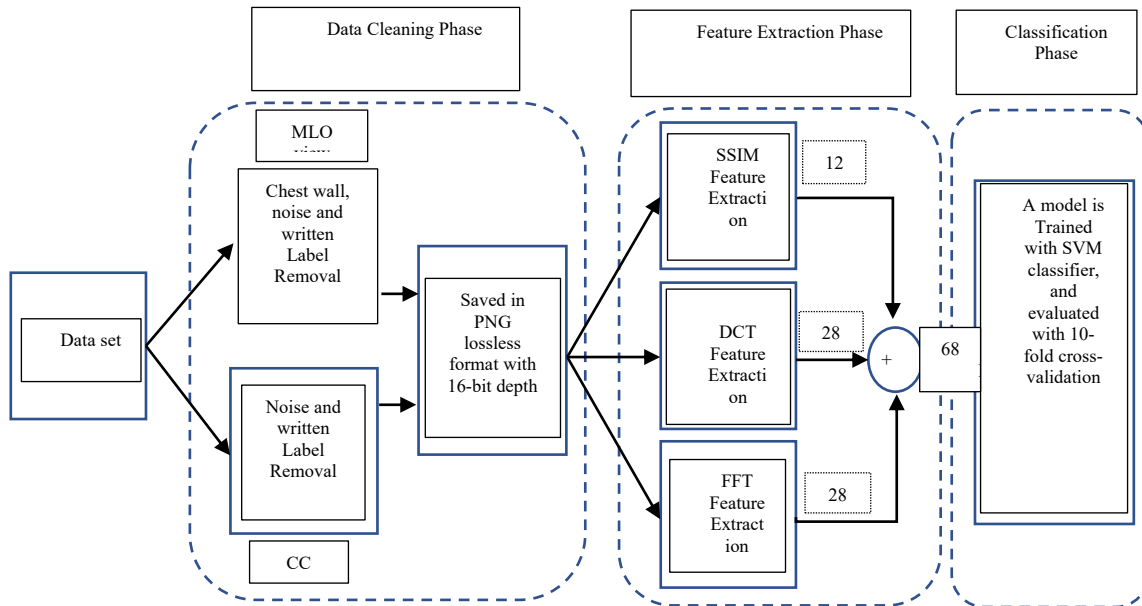 Data Cleaning Phase
Feature Extraction Phase
Classification
Phase
MLO
view
Chest wall,
noise and
written
Label
Removal
Data set
Noise and
written
Label
Removal
CC
Saved in
PNG
lossless
format with
16-bit depth
SSIM
Feature
Extracti
on
12
DCT
Feature
Extracti
on
28
FFT
Feature
Extract
ion
28
+
68
A model is
Trained
with SVM
classifier,
and
evaluated
with 10-
fold cross-
validation